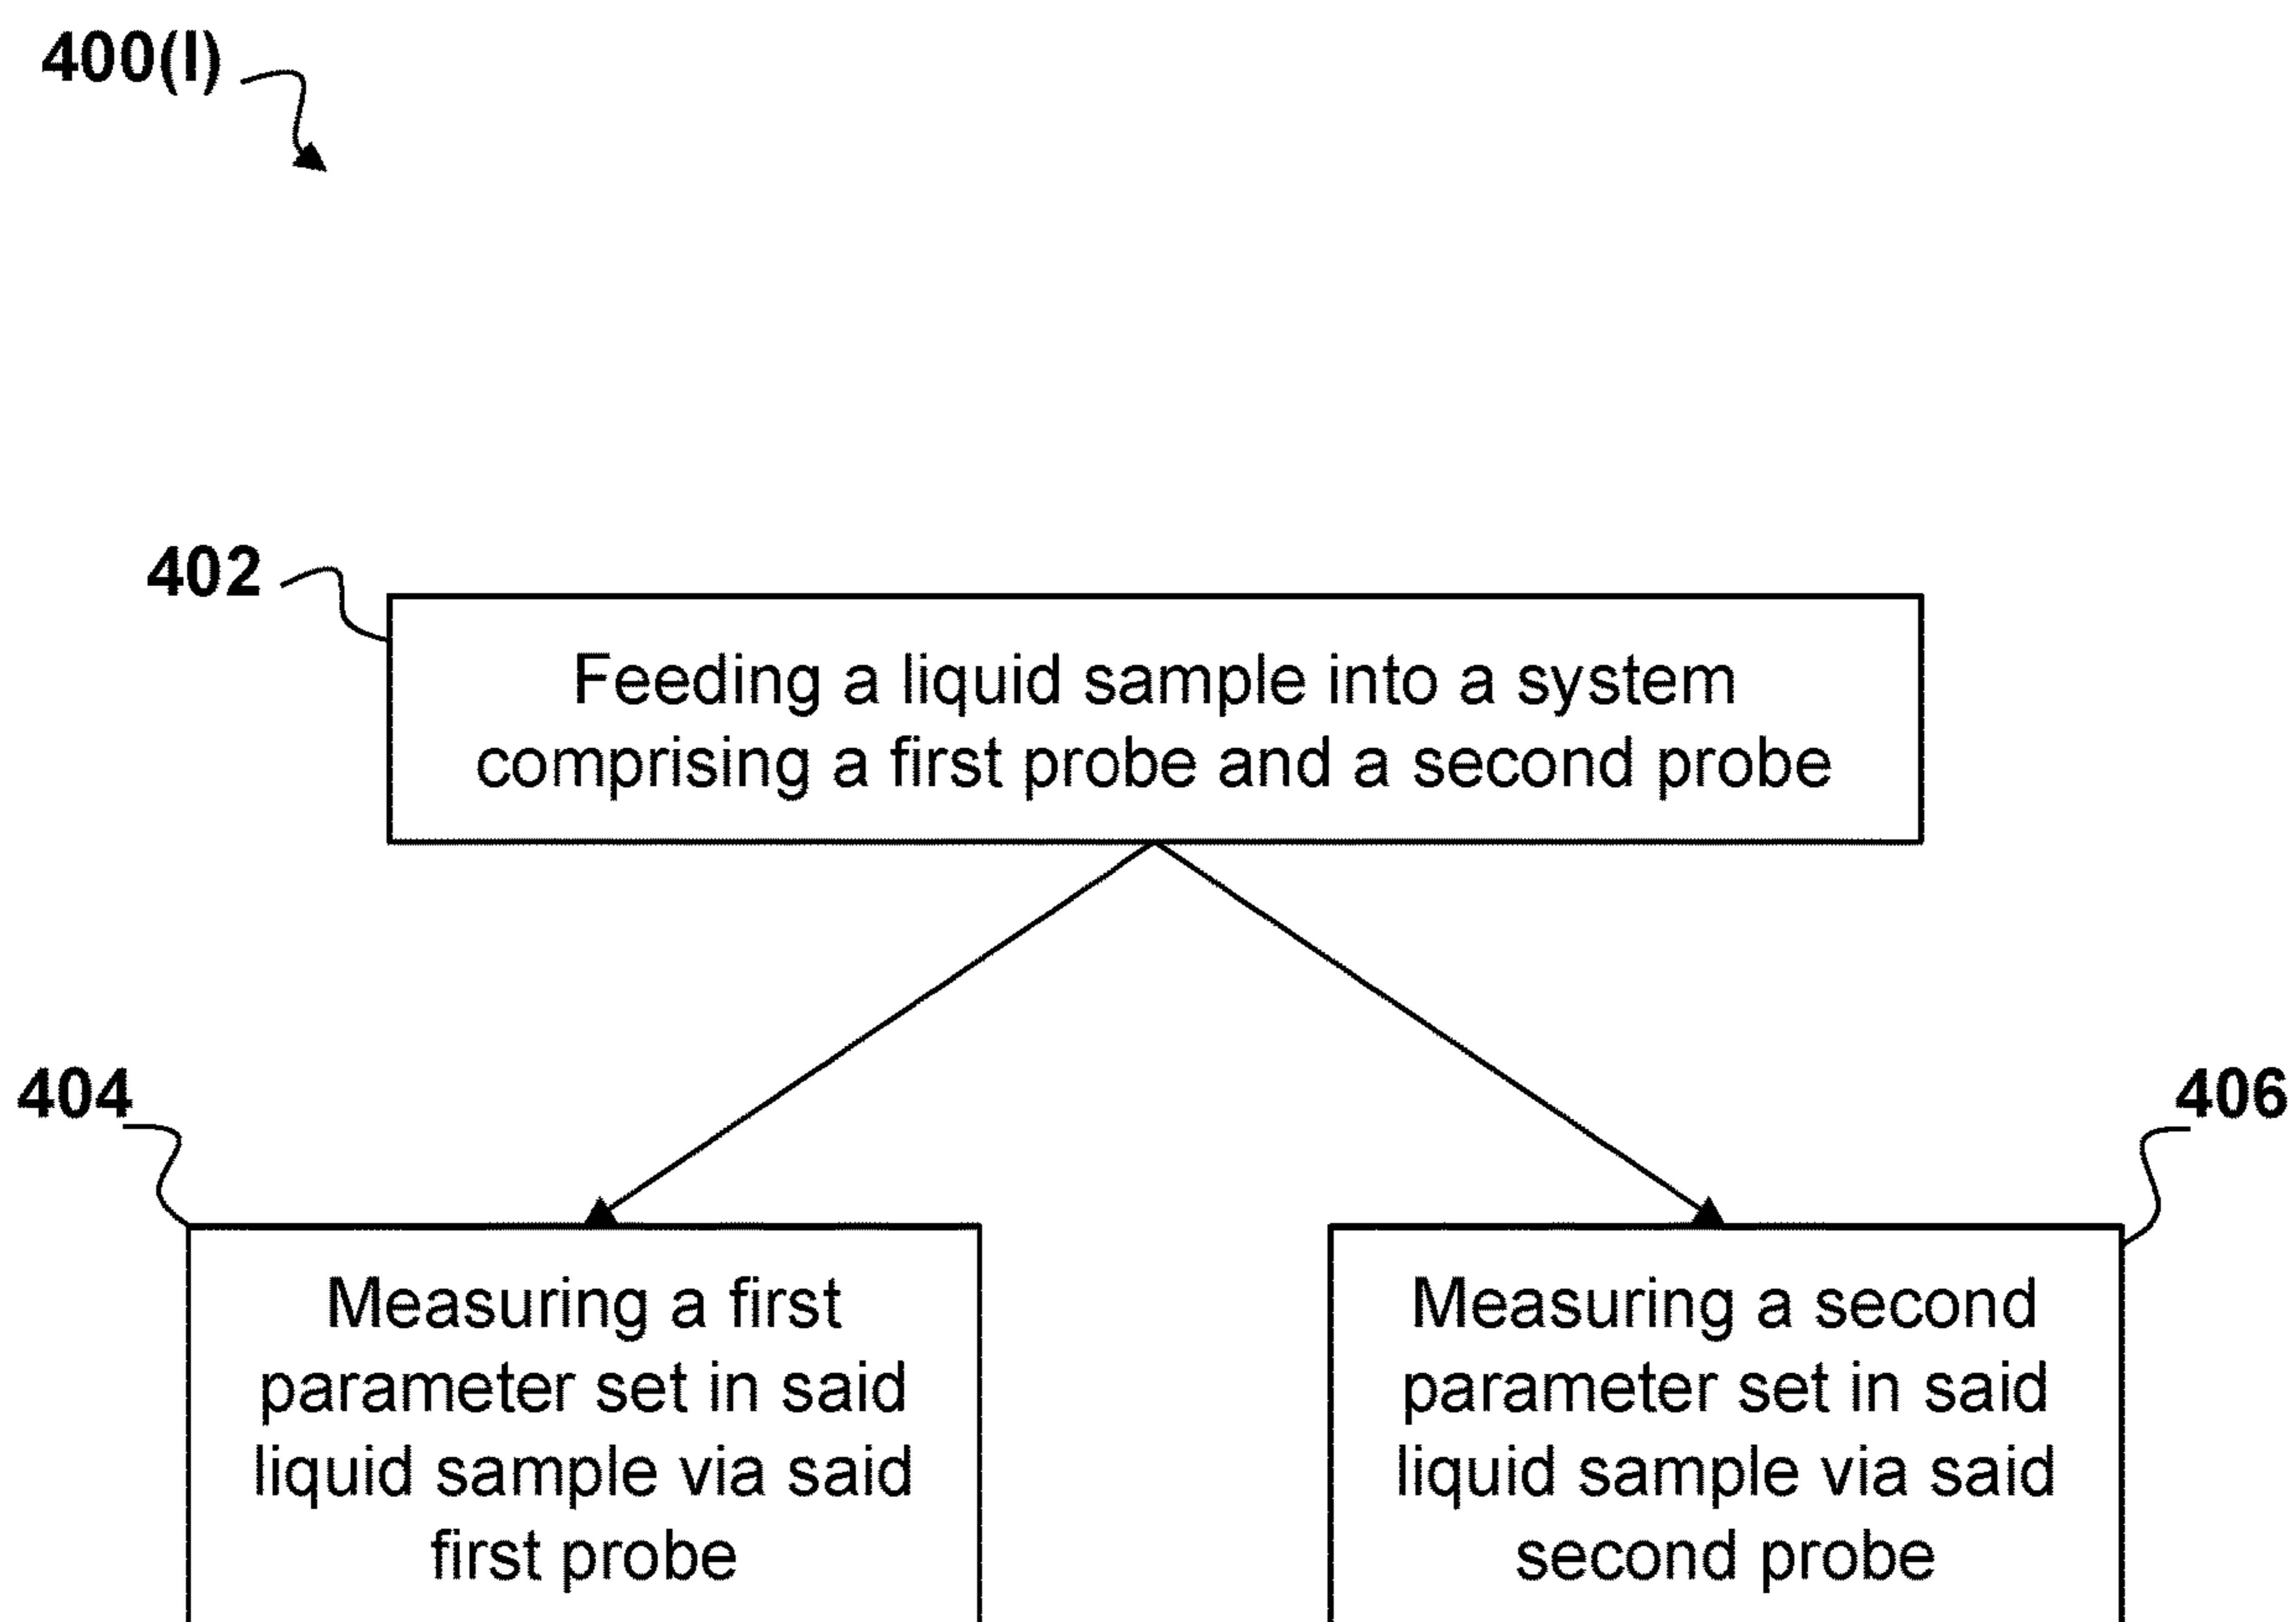 400(I)
402
Feeding a liquid sample into a system
comprising a first probe and a second probe
404
406
Measuring a first
parameter set in said
liquid sample via said
first probe
Measuring a second
parameter set in said
liquid sample via said
second probe